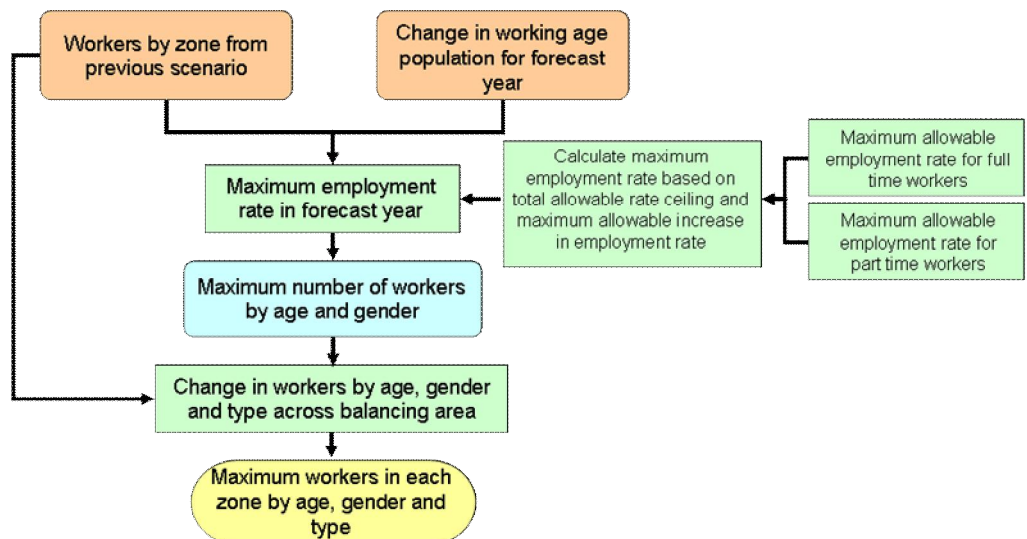 Workers by zone from
previous scenario
Change in working age
population for forecast
year
Maximum employment
rate in forecast year
Calculate maximum
employment rate based on
total allowable rate ceiling and
maximum allowable increase
in employment rate
Maximum allowable
employment rate for full
time workers
Maximum allowable
employment rate for
part time workers
Maximum number of workers
by age and gender
Change in workers by age, gender
and type across balancing area
Maximum workers in each
zone by age, gender and
type